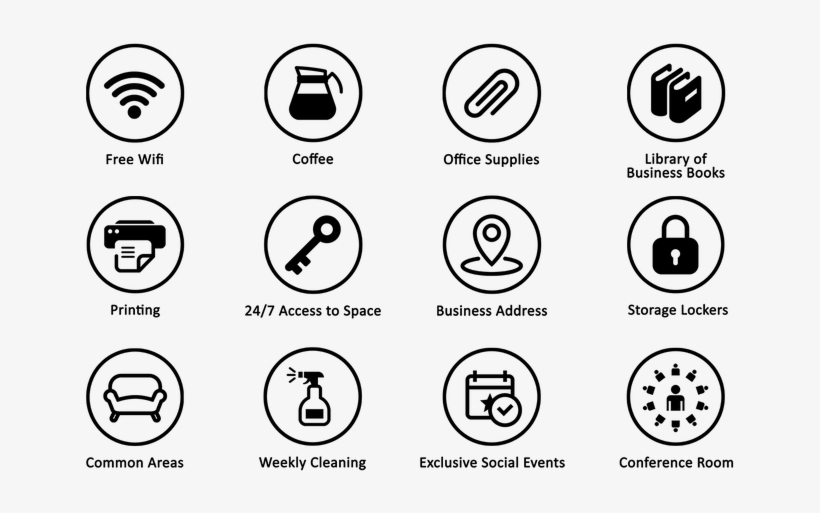 Free Wifi
Coffee
Office Supplies
Library of
Business Books
Printing
24/7 Access to Space
Business Address
Storage Lockers
Common Areas
Weekly Cleaning
Exclusive Social Events
Conference Room